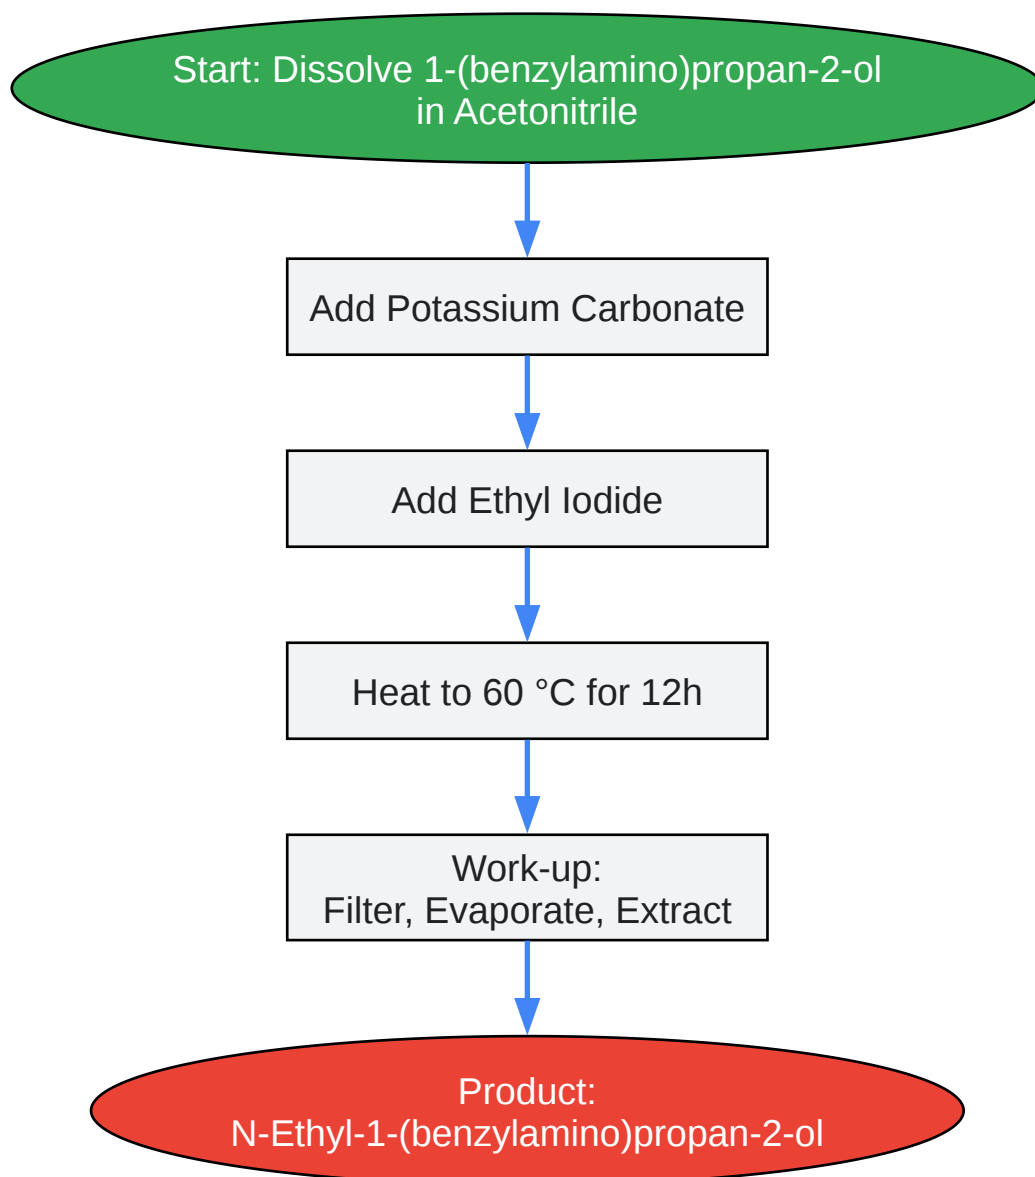 Start: Dissolve 1-(benzylamino)propan-2-ol
in Acetonitrile
Add Potassium Carbonate
Add Ethyl Iodide
Heat to 60 °C for 12h
Work-up:
Filter, Evaporate, Extract
Product:
N-Ethyl-1-(benzylamino)propan-2-ol